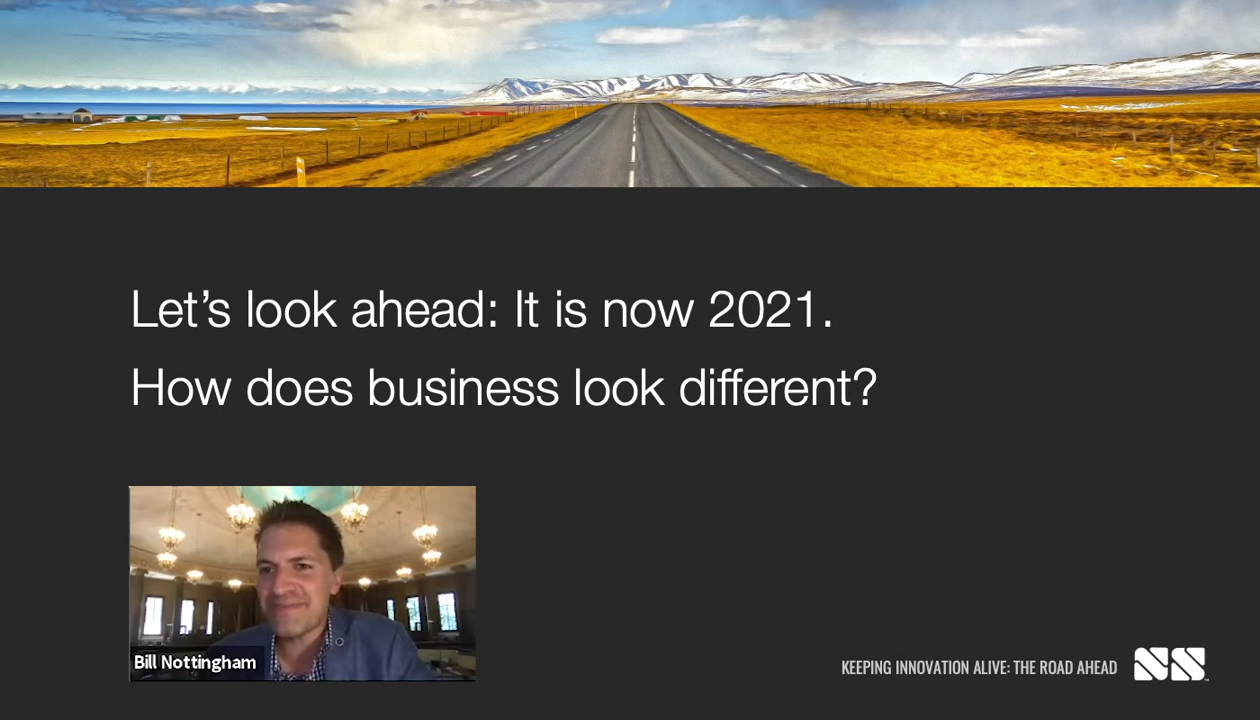 Let’s look ahead: It is now 2021.
How does business look different?
Bill Nottingham
KEEPING INNOVATION ALIVE: THE ROAD AHEAD
NS